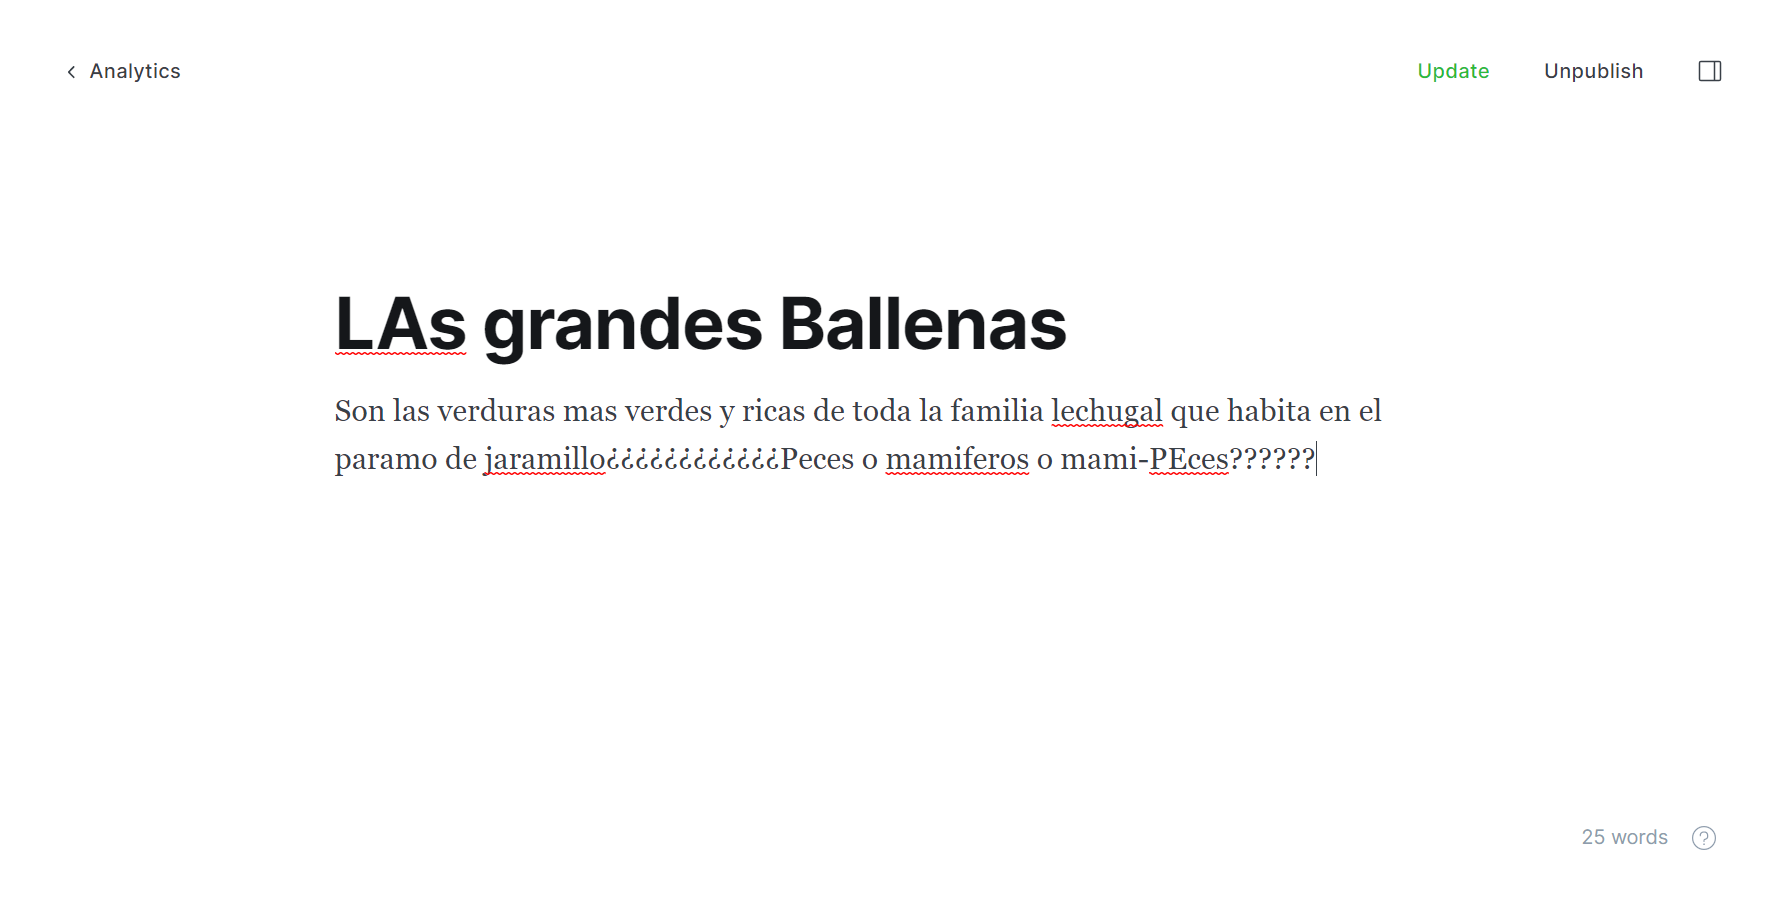 Analytics
Update
Unpublish
LAs grandes Ballenas
Son las verduras mas verdes y ricas de toda la familia lechugal que habita en el
paramo de jaramillo¿¿¿¿¿¿¿¿¿¿¿¿Peces o mamiferos o mami-PEces??????
25 words
?